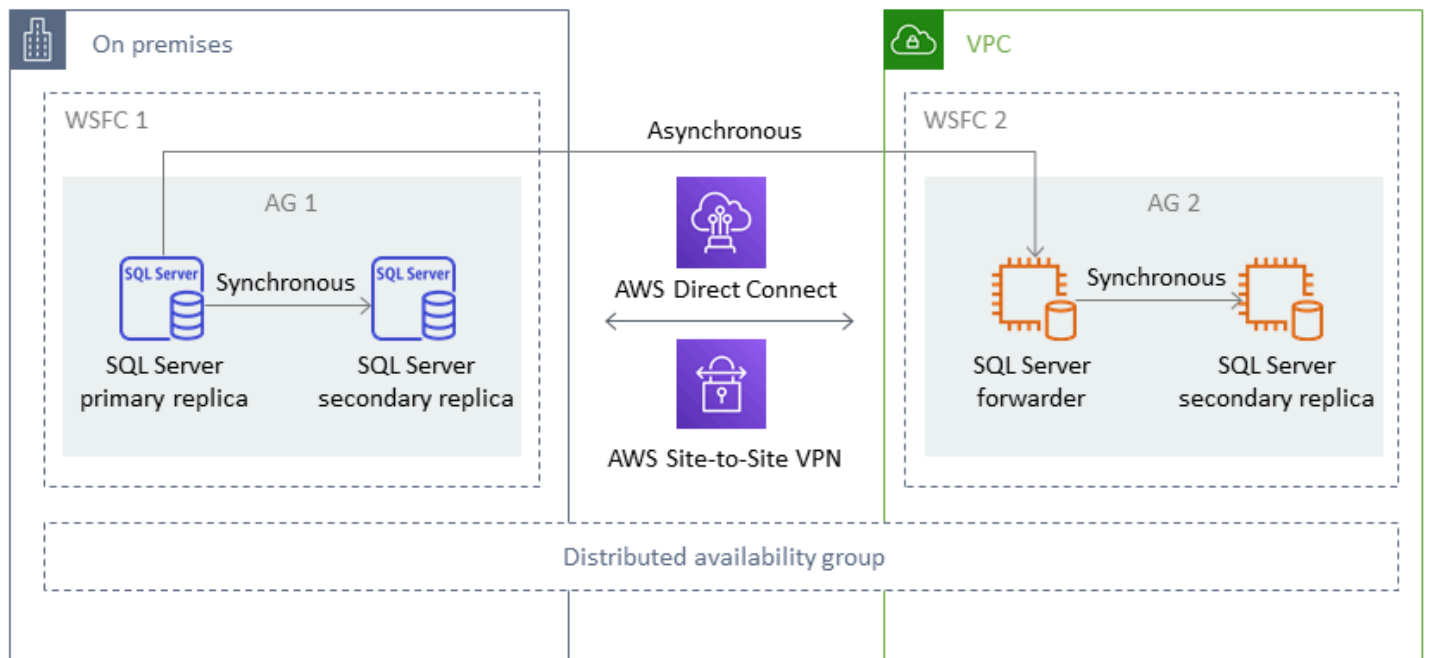 On premises
VPC
WSFC 1
WSFC 2
Asynchronous
AG 1
AG 2
SQL Server
Synchronous
SQL Server
AWS Direct Connect
Synchronous
SQL Server
primary replica
SQL Server
secondary replica
SQL Server
forwarder
SQL Server
secondary replica
AWS Site-to-Site VPN
Distributed availability group